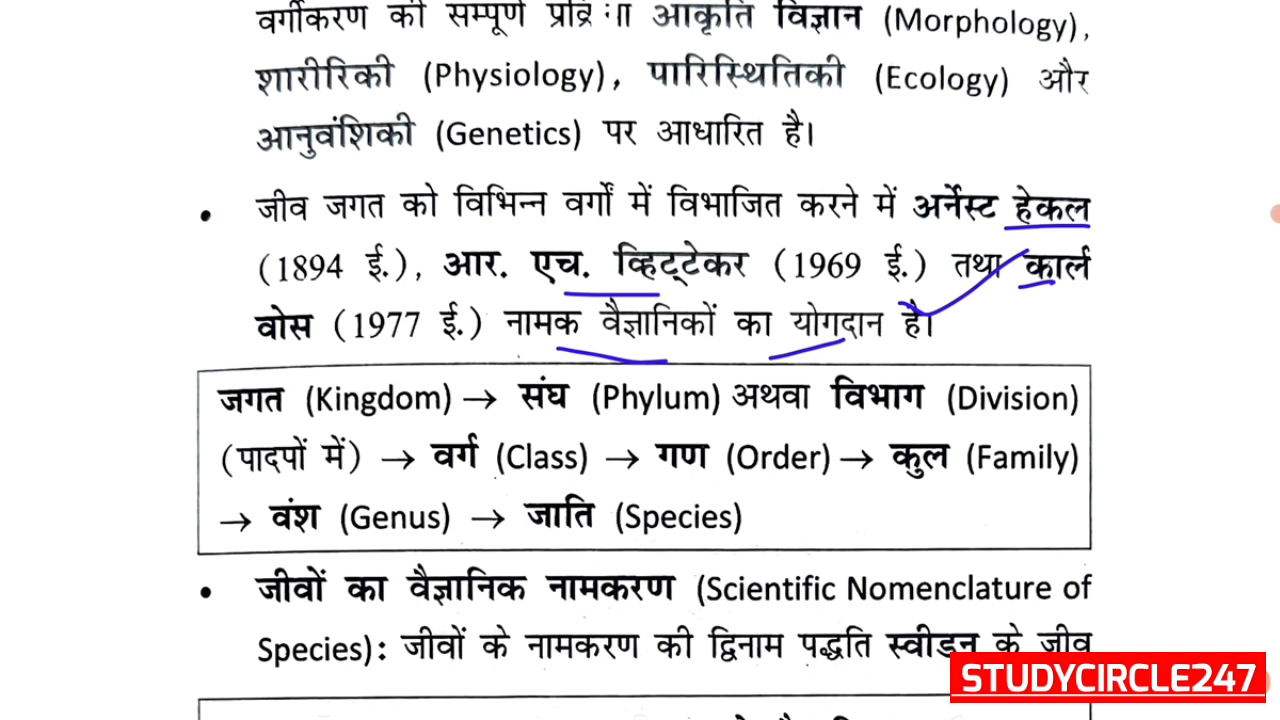 वर्गीकरण की सम्पूर्ण आकृति विज्ञान (Morphology),
शारीरिकी (Physiology), पारिस्थितिकी (Ecology) और
आनुवंशिकी (Genetics) पर आधारित है।
• जीव जगत को विभिन्न वर्गों में विभाजित करने में अर्नेस्ट हेकल
(1894 ई.), आर. एच. व्हिट्टेकर (1969 ई.) तथा कार्ल
वोस (1977 ई.) नामक वैज्ञानिकों का योगदान है।
जगत (Kingdom) → संघ (Phylum) अथवा विभाग (Division)
(पादपों में) → वर्ग (Class) → गण (Order) → कुल (Family)
→ वंश (Genus) → जाति (Species)
• जीवों का वैज्ञानिक नामकरण (Scientific Nomenclature of
Species): जीवों के नामकरण की द्विनाम पद्धति स्वीडन के जीव
STUDYCIRCLE247